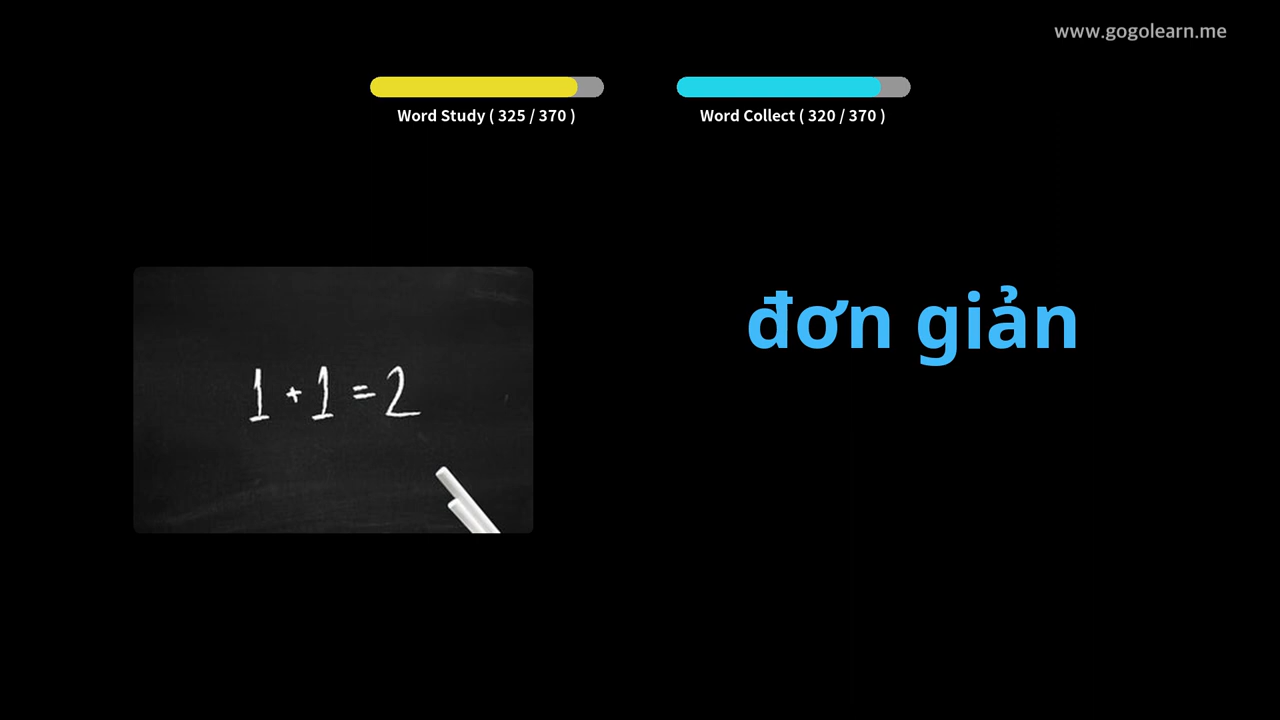 www.gogolearn.me
Word Study ( 325 / 370 )
Word Collect ( 320 / 370 )
đơn giản
1 + 1 = 2